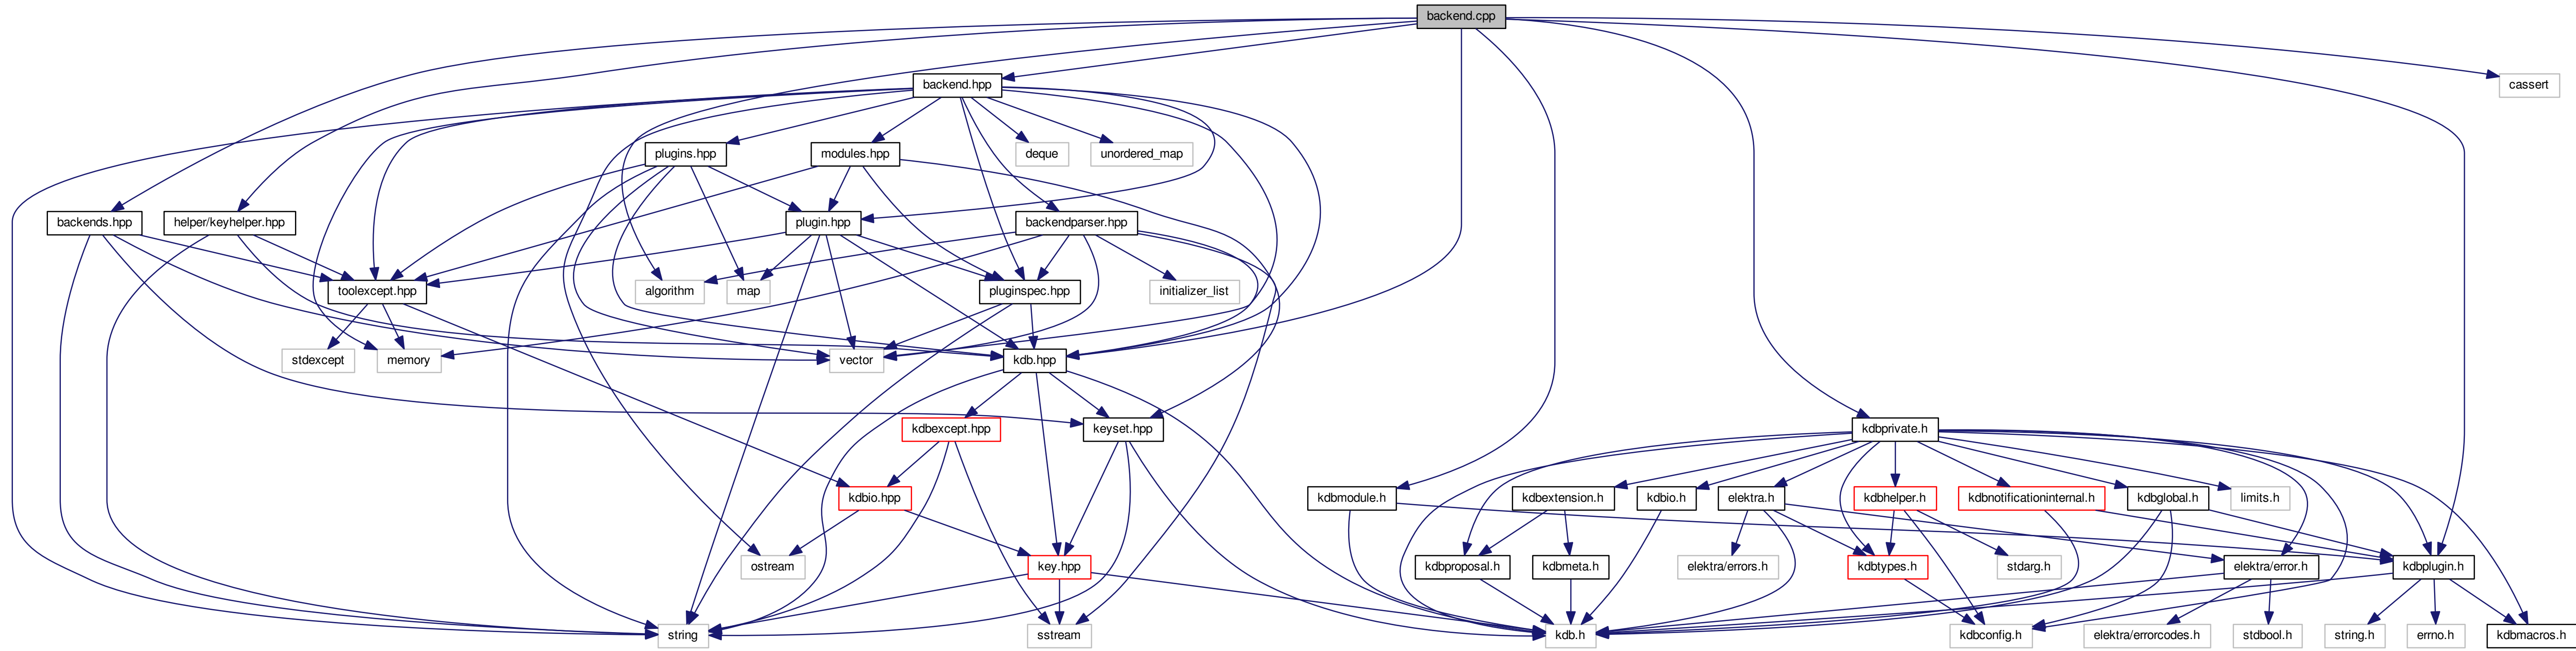 backend.cpp
backend.hpp
cassert
plugins.hpp
modules.hpp
deque
unordered_map
backends.hpp
helper/keyhelper.hpp
plugin.hpp
backendparser.hpp
toolexcept.hpp
algorithm
map
pluginspec.hpp
initializer_list
stdexcept
memory
vector
kdb.hpp
kdbexcept.hpp
keyset.hpp
kdbprivate.h
kdbio.hpp
kdbmodule.h
kdbextension.h
kdbio.h
elektra.h
kdbhelper.h
kdbnotificationinternal.h
kdbglobal.h
limits.h
ostream
key.hpp
kdbproposal.h
kdbmeta.h
elektra/errors.h
kdbtypes.h
stdarg.h
elektra/error.h
kdbplugin.h
string
sstream
kdb.h
kdbconfig.h
elektra/errorcodes.h
stdbool.h
string.h
errno.h
kdbmacros.h